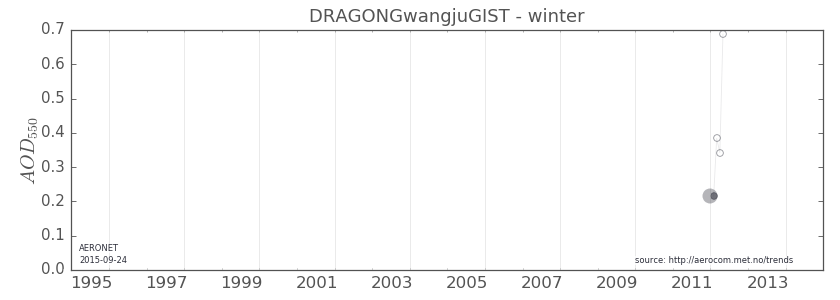 DRAGONGwangjuGIST - winter
0.7
0.6
0.5
0.4
0.3
0.2
0.1
0.0
AOD550
AERONET
2015-09-24
source: http://aerocom.met.no/trends
1995 1997 1999 2001 2003 2005 2007 2009 2011 2013